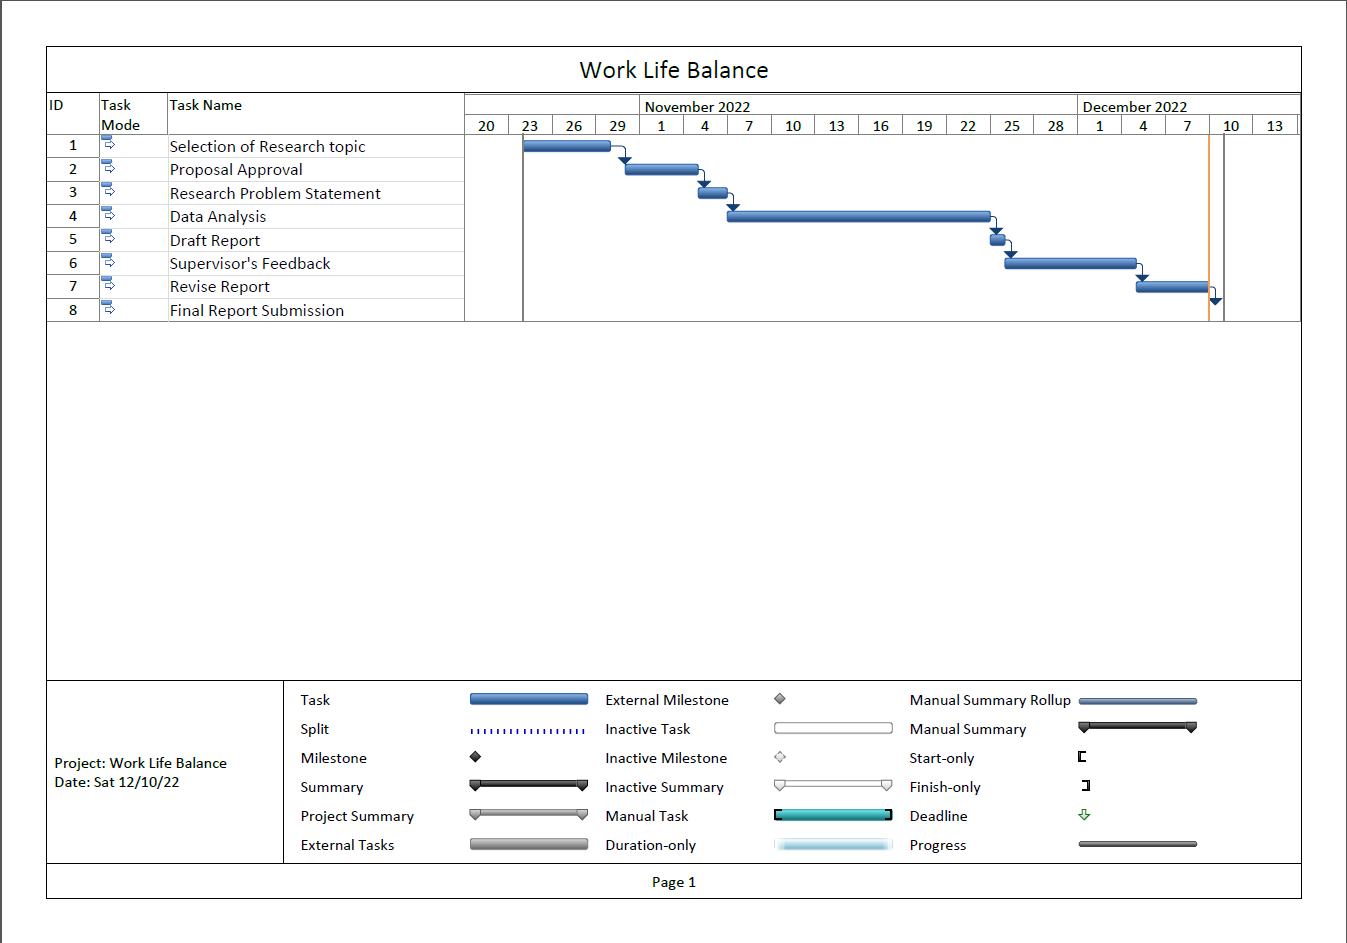 Work Life Balance
ID Task Mode Task Name
November 2022 December 2022
20 23 26 29 1 4 7 10 13 16 19 22 25 28 1 4 7 10 13
1 Selection of Research topic
2 Proposal Approval
3 Research Problem Statement
4 Data Analysis
5 Draft Report
6 Supervisor's Feedback
7 Revise Report
8 Final Report Submission
Project: Work Life Balance
Date: Sat 12/10/22
Task External Milestone Manual Summary Rollup
Split Inactive Task Manual Summary
Milestone Inactive Milestone Start-only
Summary Inactive Summary Finish-only
Project Summary Manual Task Deadline
External Tasks Duration-only Progress
Page 1